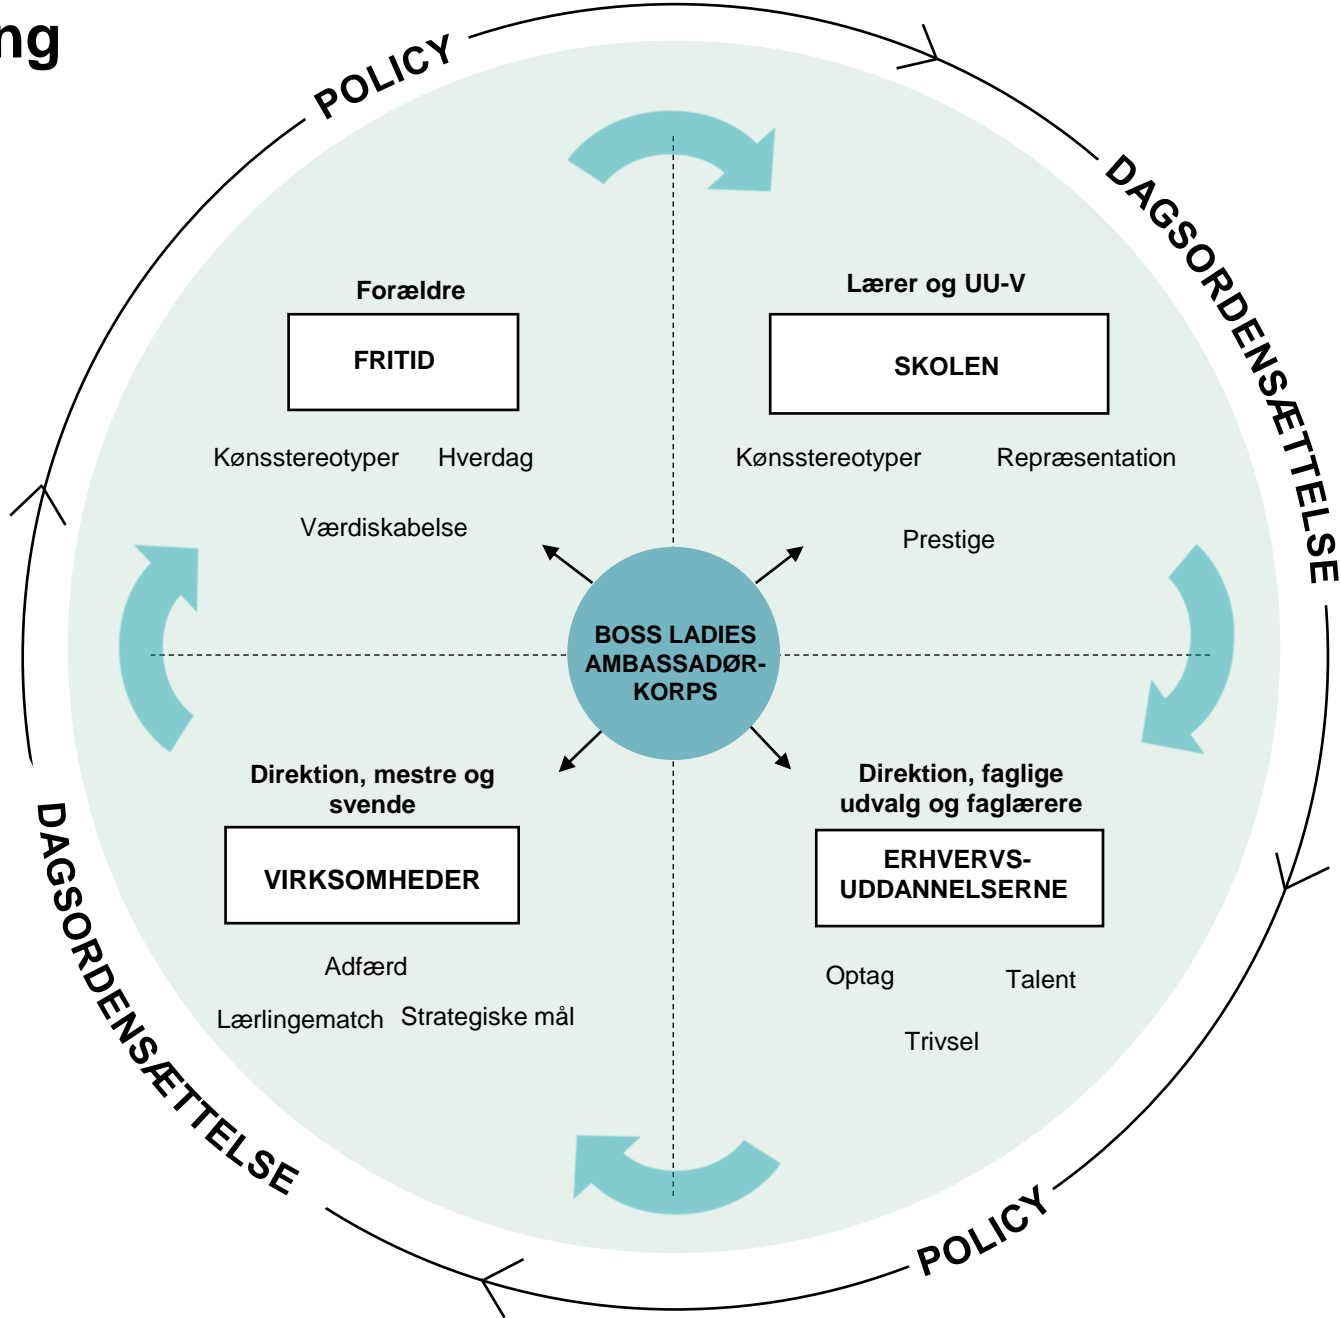 ng
POLICY
DAGSORDENSÆTTELSE
Forældre
FRITID
Kønsstereotyper
Hverdag
Værdiskabelse
Lærer og UU-V
SKOLEN
Kønsstereotyper
Repræsentation
Prestige
BOSS LADIES
AMBASSADØR-
KORPS
Direktion, mestre og
svende
VIRKSOMHEDER
Adfærd
Lærlingematch
Strategiske mål
Direktion, faglige
udvalg og faglærere
ERHVERVS-
UDDANNELSERNE
Optag
Talent
Trivsel
DAGSORDENSÆTTELSE
POLICY